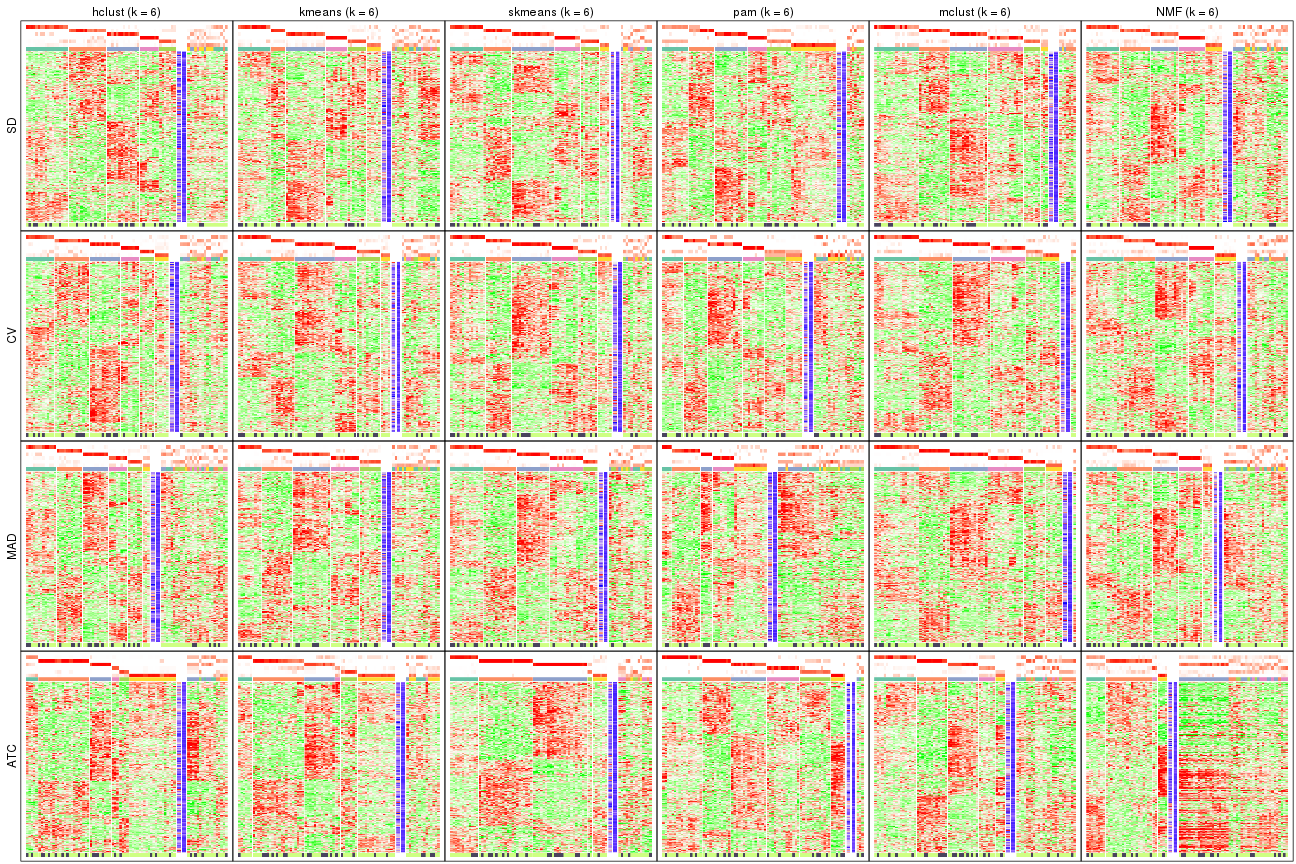 hclust (k = 6) kmeans (k = 6) skmeans (k = 6) pam (k = 6) mclust (k = 6) NMF (k = 6)
SD
CV
MAD
ATC